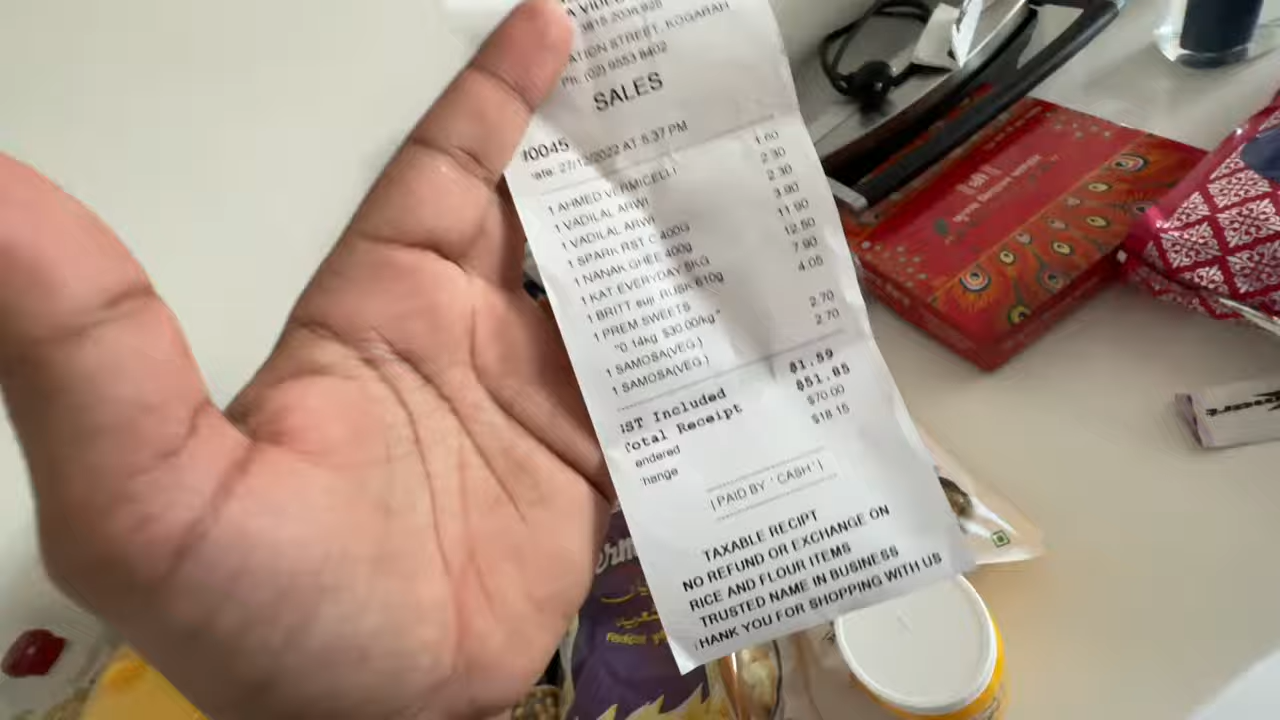 A VIDEO
ATION STREET, KOGARAH
Ph: (02) 9553 8402
SALES
#0045
ate: 27/12/2022 AT 6.37 PM
1 AHMED VERMICELLI 1.60
1 VADILAL ARWI 2.30
1 VADILAL ARWI 2.30
1 SPARK RST C 400G 3.90
1 NANAK GHEE 400g 11.90
1 KAT EVERYDAY 5KG 12.50
1 BRITT suji RUSK 610g 7.90
1 PREM SWEETS 4.05
"0.14kg $30.00/kg"
1 SAMOSA(VEG.) 2.70
1 SAMOSA(VEG.) 2.70
ST Included $1.59
Total Receipt $51.85
endered $70.00
hange $18.15
| PAID BY ' CASH ' |
TAXABLE RECIPT
NO REFUND OR EXCHANGE ON
RICE AND FLOUR ITEMS
TRUSTED NAME IN BUSINESS
HANK YOU FOR SHOPPING WITH US